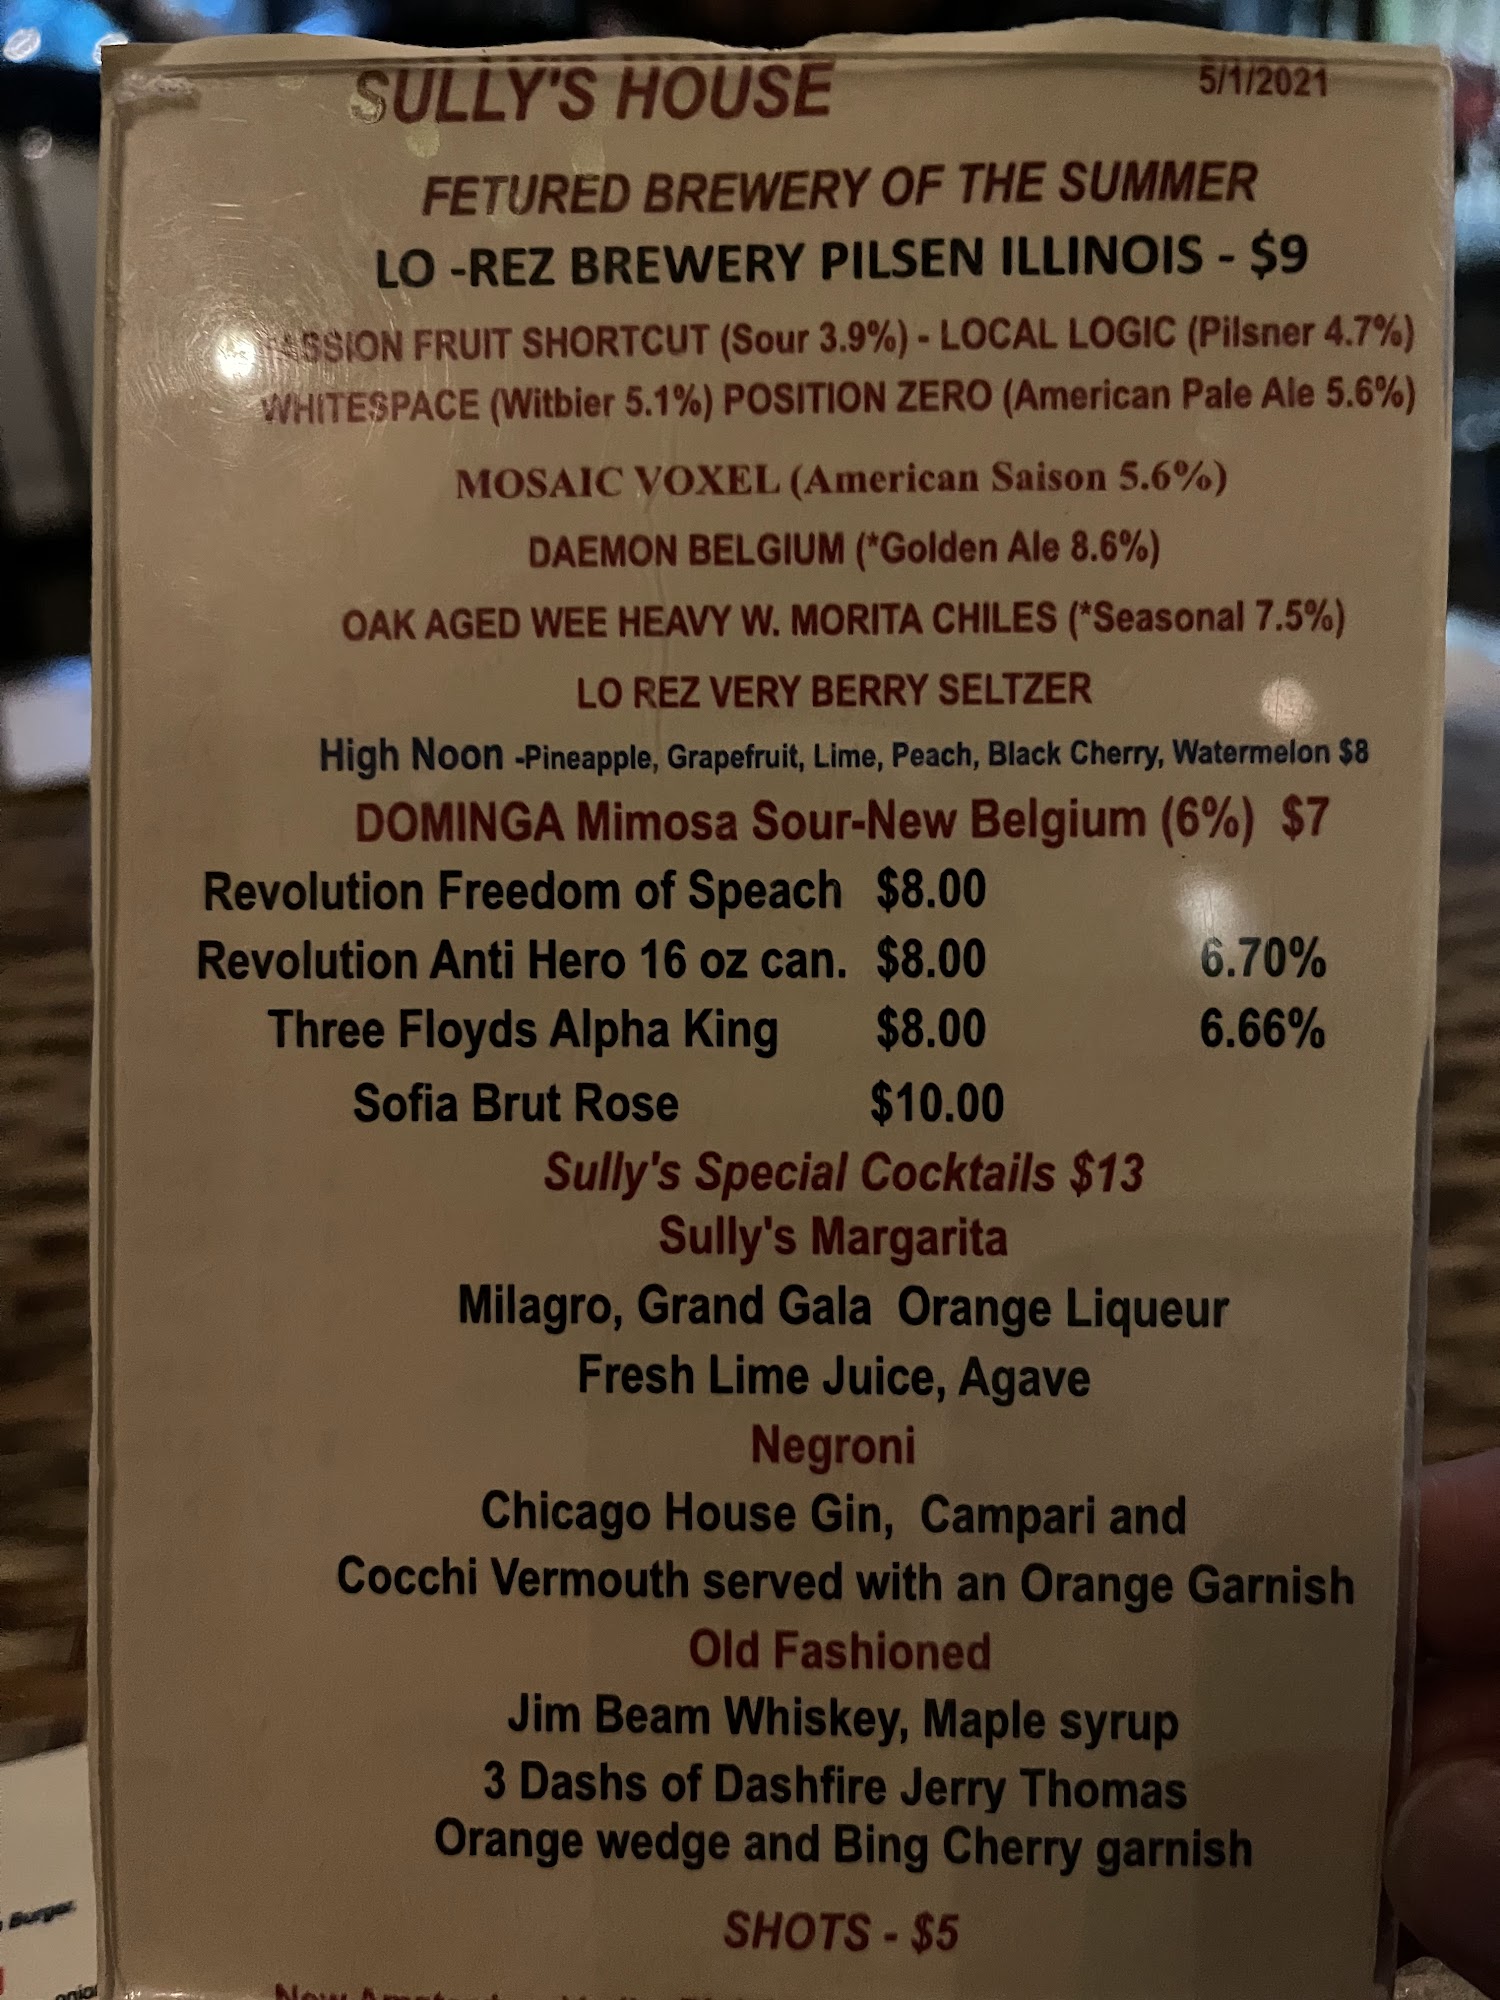 SULLY'S HOUSE 5/1/2021
FETURED BREWERY OF THE SUMMER
LO -REZ BREWERY PILSEN ILLINOIS - $9
PASSION FRUIT SHORTCUT (Sour 3.9%) - LOCAL LOGIC (Pilsner 4.7%)
WHITESPACE (Witbier 5.1%) POSITION ZERO (American Pale Ale 5.6%)
MOSAIC VOXEL (American Saison 5.6%)
DAEMON BELGIUM (*Golden Ale 8.6%)
OAK AGED WEE HEAVY W. MORITA CHILES (*Seasonal 7.5%)
LO REZ VERY BERRY SELTZER
High Noon -Pineapple, Grapefruit, Lime, Peach, Black Cherry, Watermelon $8
DOMINGA Mimosa Sour-New Belgium (6%) $7
Revolution Freedom of Speach $8.00
Revolution Anti Hero 16 oz can. $8.00 6.70%
Three Floyds Alpha King $8.00 6.66%
Sofia Brut Rose $10.00
Sully's Special Cocktails $13
Sully's Margarita
Milagro, Grand Gala Orange Liqueur
Fresh Lime Juice, Agave
Negroni
Chicago House Gin, Campari and
Cocchi Vermouth served with an Orange Garnish
Old Fashioned
Jim Beam Whiskey, Maple syrup
3 Dashs of Dashfire Jerry Thomas
Orange wedge and Bing Cherry garnish
SHOTS - $5
Burger